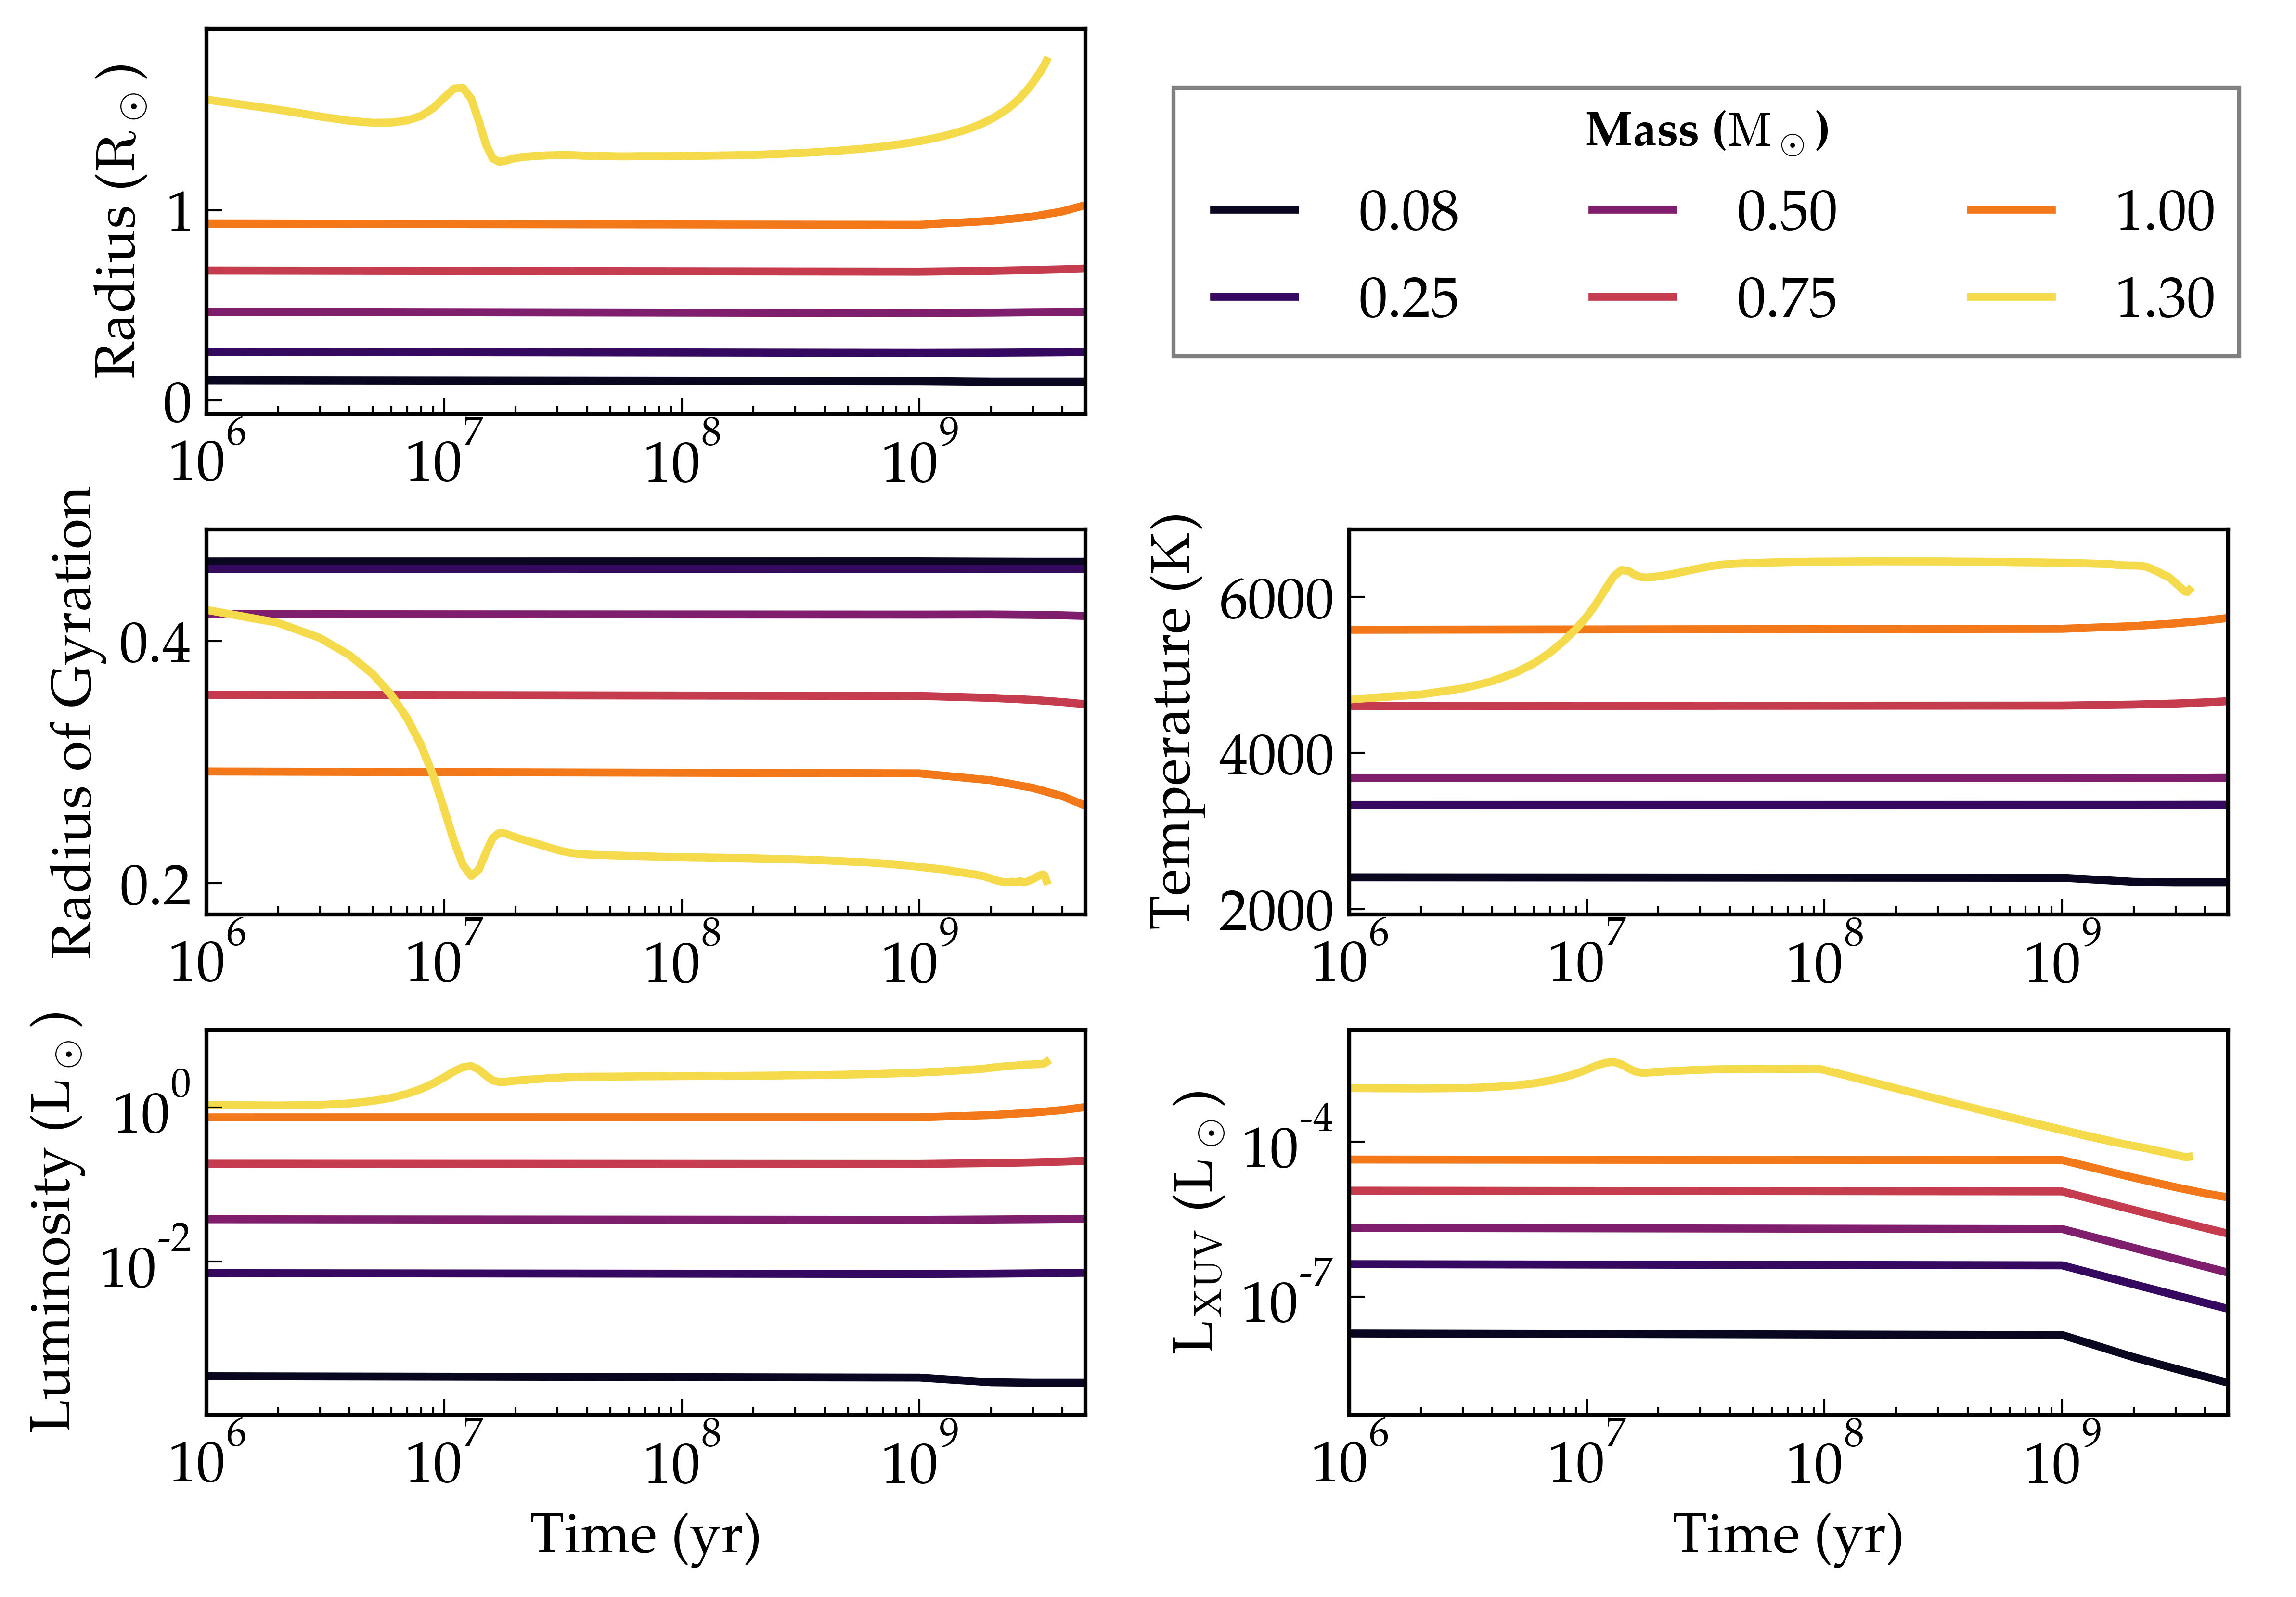 Radius (R☉)
1
0
10^6 10^7 10^8 10^9
Mass (M☉)
0.08 0.50 1.00
0.25 0.75 1.30
Radius of Gyration
0.4
0.2
10^6 10^7 10^8 10^9
Temperature (K)
6000
4000
2000
10^6 10^7 10^8 10^9
Luminosity (L☉)
10^0
10^-2
10^6 10^7 10^8 10^9
Time (yr)
L_XUV (L☉)
10^-4
10^-7
10^6 10^7 10^8 10^9
Time (yr)